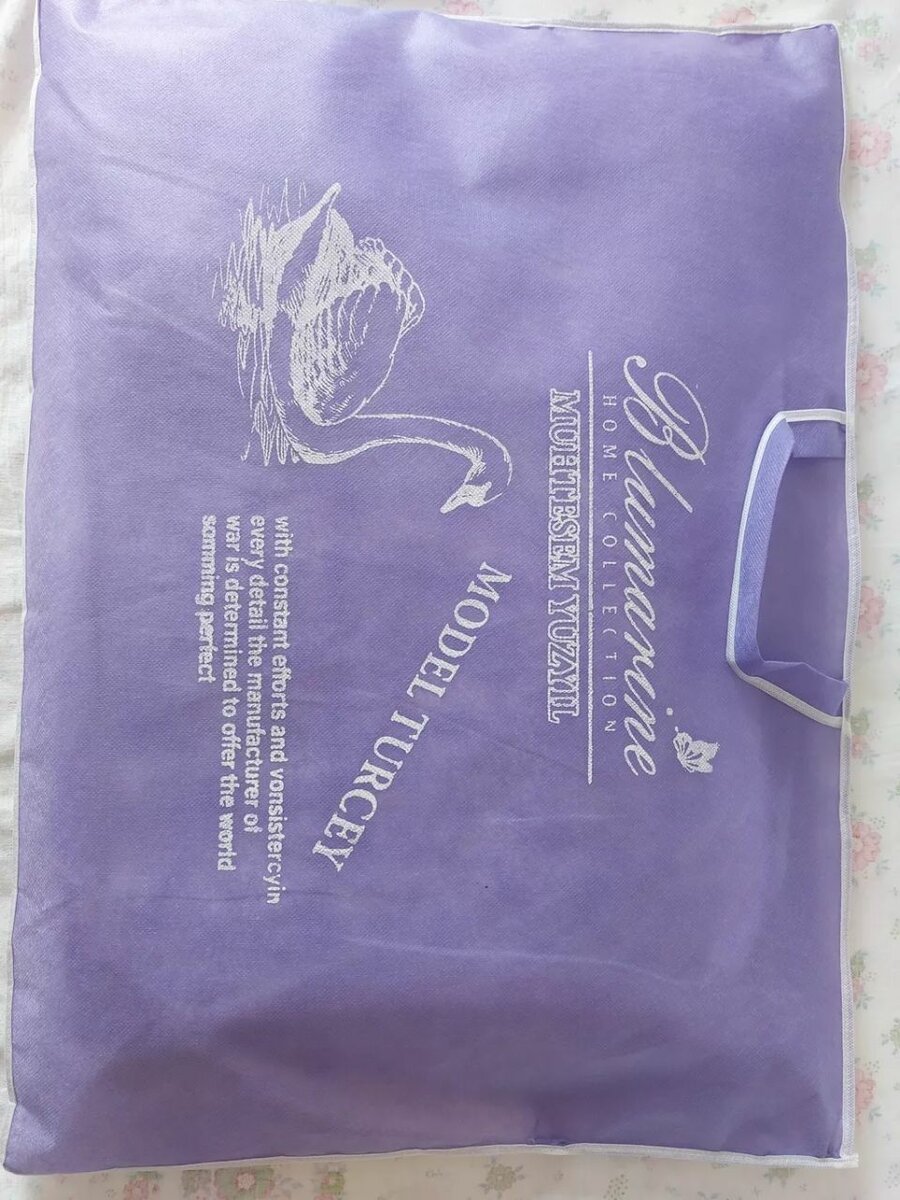 Blumarine
HOME COLLECTION
MUHTESEM YUZYIL
MODEL TURCEY
with constant efforts and vonsistercyin
every detail the manufacturer of
war is determined to offer the world
samming perfect